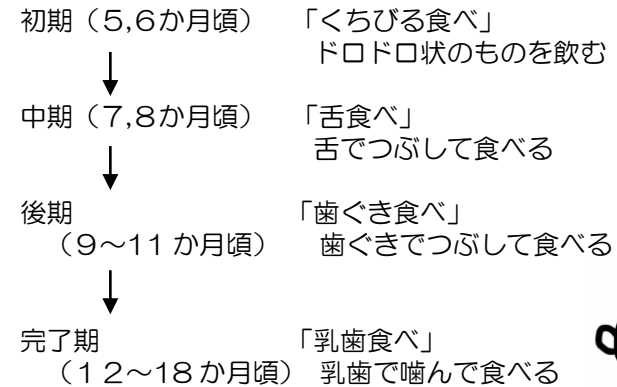 初期（5,6か月頃） 「くちびる食べ」
ドロドロ状のものを飲む
中期（7,8か月頃） 「舌食べ」
舌でつぶして食べる
後期 「歯ぐき食べ」
（9～11か月頃） 歯ぐきでつぶして食べる
完了期 「乳歯食べ」
（12～18か月頃） 乳歯で噛んで食べる